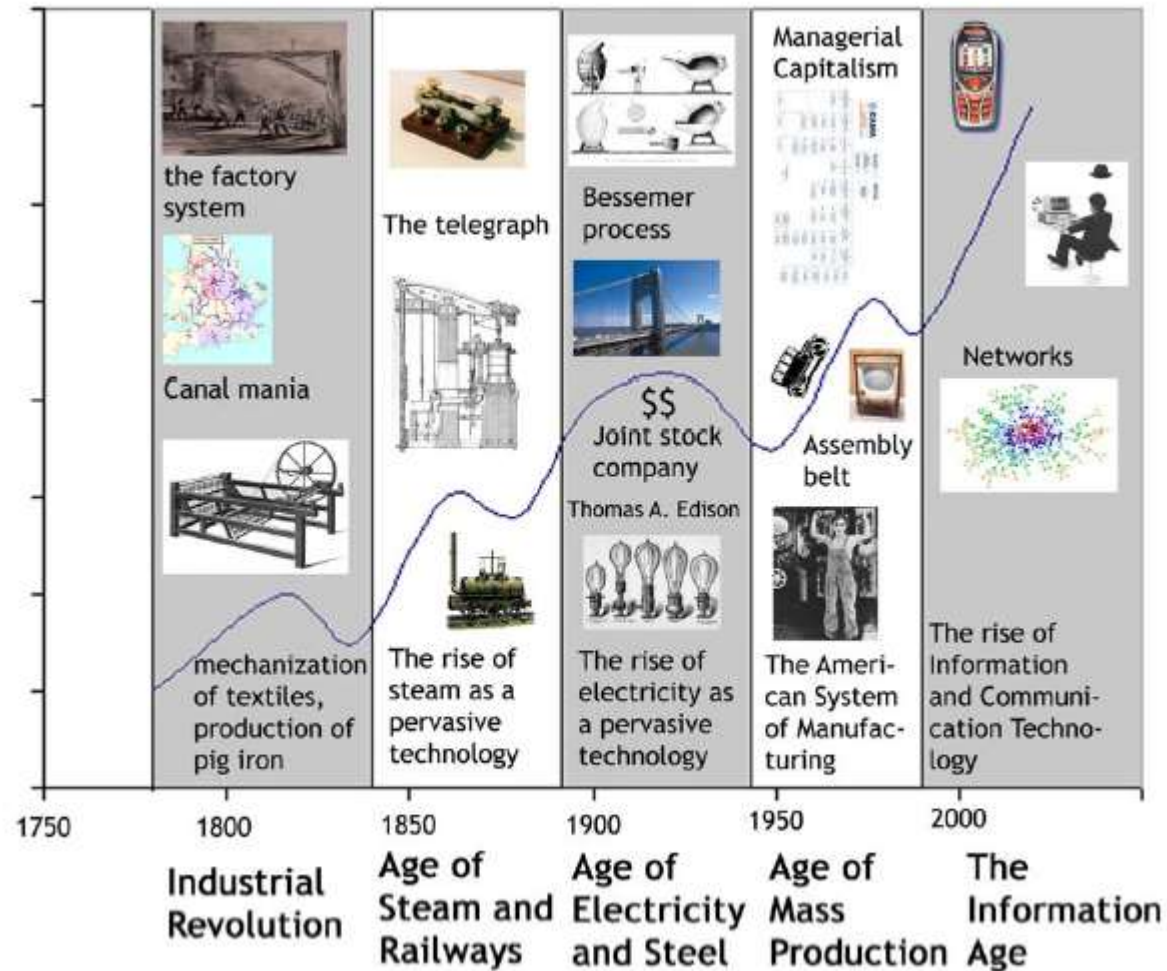 the factory
system
Canal mania
mechanization
of textiles,
production of
pig iron
The telegraph
The rise of
steam as a
pervasive
technology
Bessemer
process
$$
Joint stock
company
Thomas A. Edison
The rise of
electricity as
a pervasive
technology
Managerial
Capitalism
Assembly
belt
The Ameri-
can System
of Manufac-
turing
Networks
The rise of
Information
and Communi-
cation Techno-
logy
1750
1800
1850
1900
1950
2000
Industrial
Revolution
Age of
Steam and
Railways
Age of
Electricity
and Steel
Age of
Mass
Production
The
Information
Age